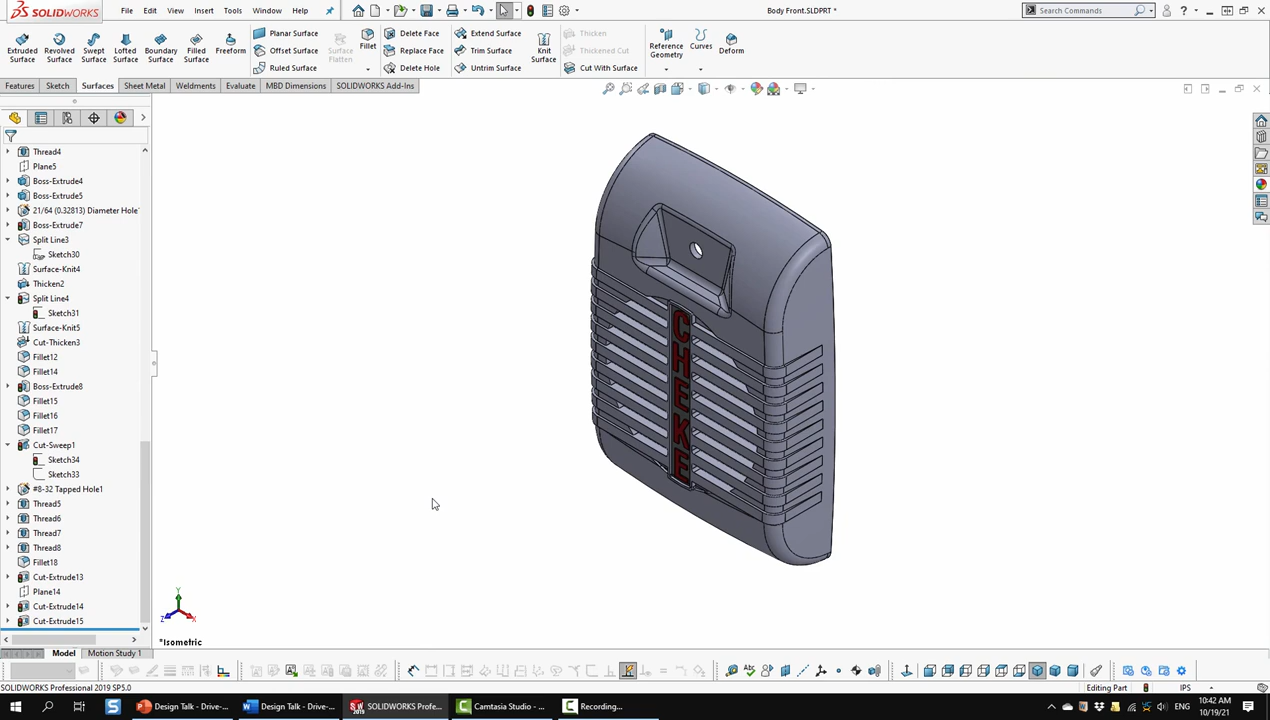 SOLIDWORKS File Edit View Insert Tools Window Help Body Front.SLDPRT * Search Commands
Extruded Surface Revolved Surface Swept Surface Lofted Surface Boundary Surface Filled Surface Freeform
Planar Surface
Offset Surface
Ruled Surface
Surface Flatten
Fillet
Delete Face
Replace Face
Delete Hole
Extend Surface
Trim Surface
Untrim Surface
Knit Surface
Thicken
Thickened Cut
Cut With Surface
Reference Geometry
Curves
Deform
Features Sketch Surfaces Sheet Metal Weldments Evaluate MBD Dimensions SOLIDWORKS Add-Ins
Thread4
Plane5
Boss-Extrude4
Boss-Extrude5
21/64 (0.32813) Diameter Hole
Boss-Extrude7
Split Line3
Sketch30
Surface-Knit4
Thicken2
Split Line4
Sketch31
Surface-Knit5
Cut-Thicken3
Fillet12
Fillet14
Boss-Extrude8
Fillet15
Fillet16
Fillet17
Cut-Sweep1
Sketch34
Sketch33
#8-32 Tapped Hole1
Thread5
Thread6
Thread7
Thread8
Fillet18
Cut-Extrude13
Plane14
Cut-Extrude14
Cut-Extrude15
CHEKE
Y
Z
X
*Isometric
Model Motion Study 1
SOLIDWORKS Professional 2019 SP5.0 Editing Part IPS
Design Talk - Drive-... Design Talk - Drive-... SOLIDWORKS Profe... Camtasia Studio - ... Recording...
10:42 AM
10/19/21